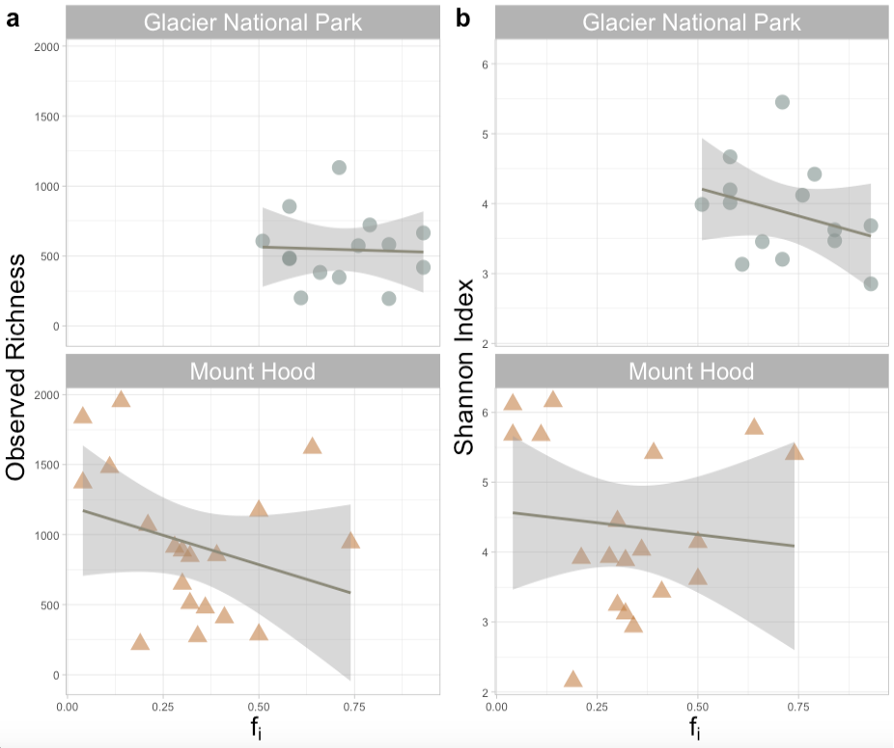 a
Glacier National Park
Observed Richness
2000
1500
1000
500
0
Mount Hood
2000
1500
1000
500
0
0.00 0.25 0.50 0.75
fi
b
Glacier National Park
Shannon Index
6
5
4
3
2
Mount Hood
6
5
4
3
2
0.00 0.25 0.50 0.75
fi